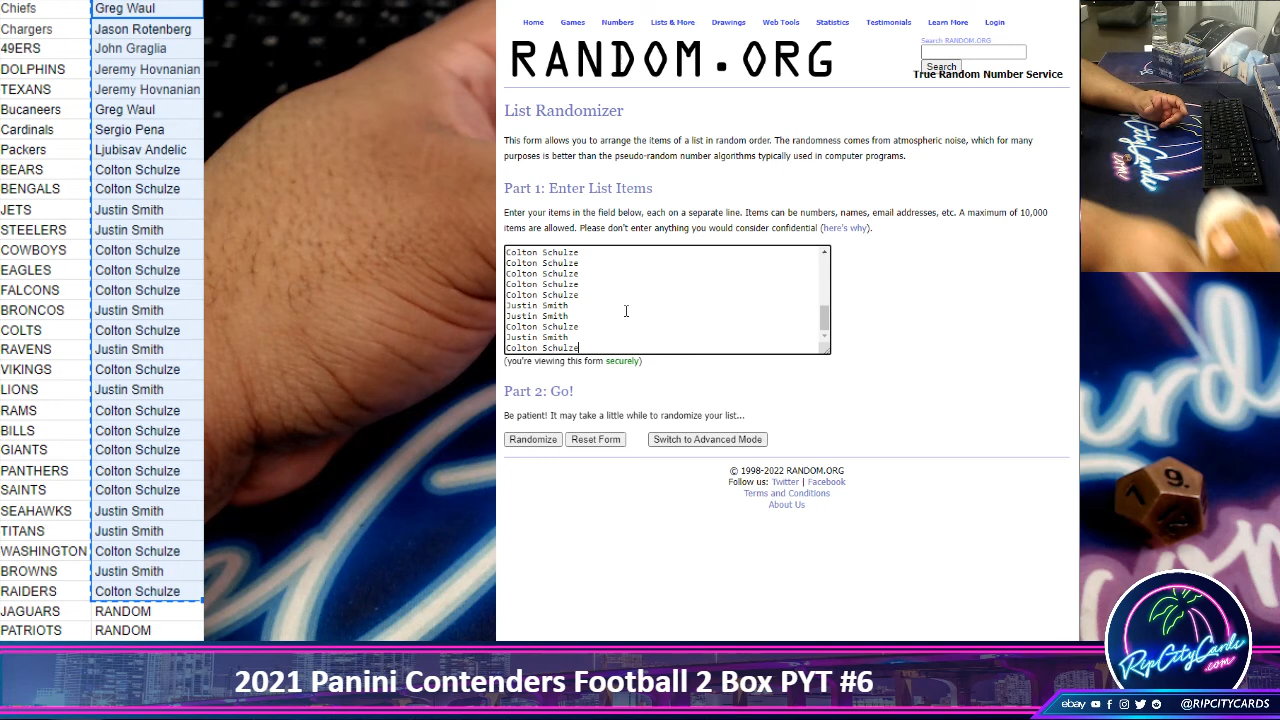 Chiefs Greg Waul
Chargers Jason Rotenberg
49ERS John Graglia
DOLPHINS Jeremy Hovnanian
TEXANS Jeremy Hovnanian
Bucaneers Greg Waul
Cardinals Sergio Pena
Packers Ljubisav Andelic
BEARS Colton Schulze
BENGALS Colton Schulze
JETS Justin Smith
STEELERS Justin Smith
COWBOYS Colton Schulze
EAGLES Colton Schulze
FALCONS Colton Schulze
BRONCOS Justin Smith
COLTS Colton Schulze
RAVENS Justin Smith
VIKINGS Colton Schulze
LIONS Justin Smith
RAMS Colton Schulze
BILLS Colton Schulze
GIANTS Colton Schulze
PANTHERS Colton Schulze
SAINTS Colton Schulze
SEAHAWKS Justin Smith
TITANS Justin Smith
WASHINGTON Colton Schulze
BROWNS Justin Smith
RAIDERS Colton Schulze
JAGUARS RANDOM
PATRIOTS RANDOM
Home Games Numbers Lists & More Drawings Web Tools Statistics Testimonials Learn More Login
RANDOM.ORG
Search RANDOM.ORG
Search
True Random Number Service
List Randomizer
This form allows you to arrange the items of a list in random order. The randomness comes from atmospheric noise, which for many
purposes is better than the pseudo-random number algorithms typically used in computer programs.
Part 1: Enter List Items
Enter your items in the field below, each on a separate line. Items can be numbers, names, email addresses, etc. A maximum of 10,000
items are allowed. Please don't enter anything you would consider confidential (here's why).
Colton Schulze
Colton Schulze
Colton Schulze
Colton Schulze
Colton Schulze
Justin Smith
Justin Smith
Colton Schulze
Justin Smith
Colton Schulze
(you're viewing this form securely)
Part 2: Go!
Be patient! It may take a little while to randomize your list...
Randomize Reset Form Switch to Advanced Mode
© 1998-2022 RANDOM.ORG
Follow us: Twitter | Facebook
Terms and Conditions
About Us
1 9.
2021 Panini Contenders Football 2 Box PYT #6
RipCityCards
.com
ebay @RIPCITYCARDS